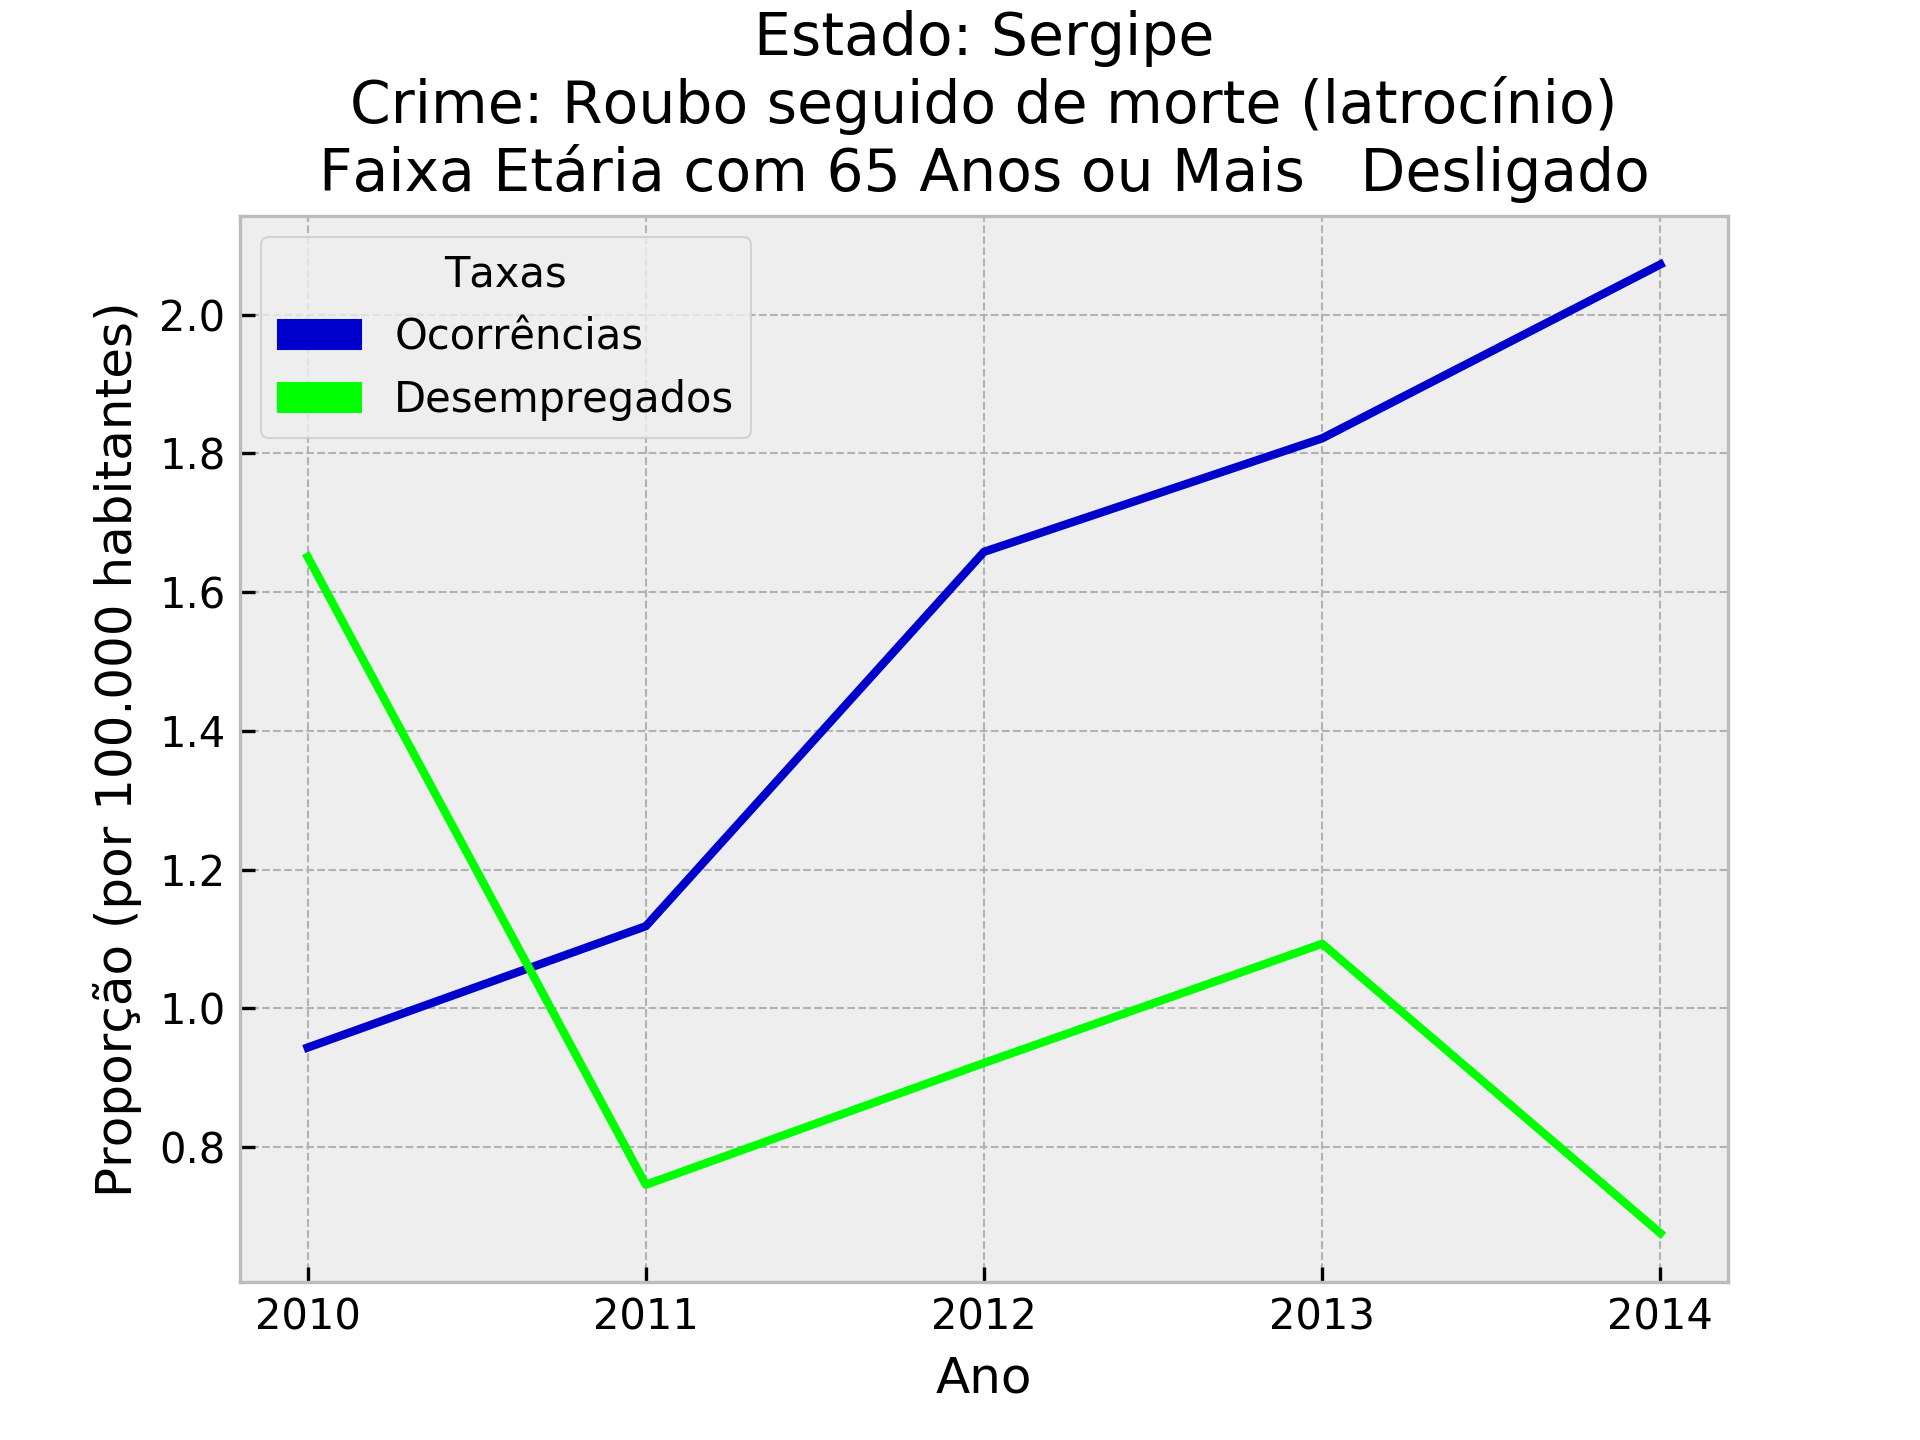 Estado: Sergipe
Crime: Roubo seguido de morte (latrocínio)
Faixa Etária com 65 Anos ou Mais   Desligado
Taxas
Ocorrências
Desempregados
Proporção (por 100.000 habitantes)
2.0
1.8
1.6
1.4
1.2
1.0
0.8
2010 2011 2012 2013 2014
Ano